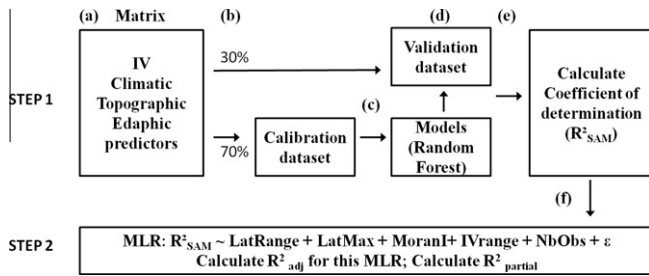 (a) Matrix
(b)
(d)
(e)
STEP 1
IV
Climatic
Topographic
Edaphic
predictors
30%
70%
Calibration
dataset
(c)
Validation
dataset
Models
(Random
Forest)
Calculate
Coefficient of
determination
(R²SAM)
(f)
STEP 2
MLR: R²SAM ~ LatRange + LatMax + MoranI+ IVrange + NbObs + ε
Calculate R² adj for this MLR; Calculate R² partial